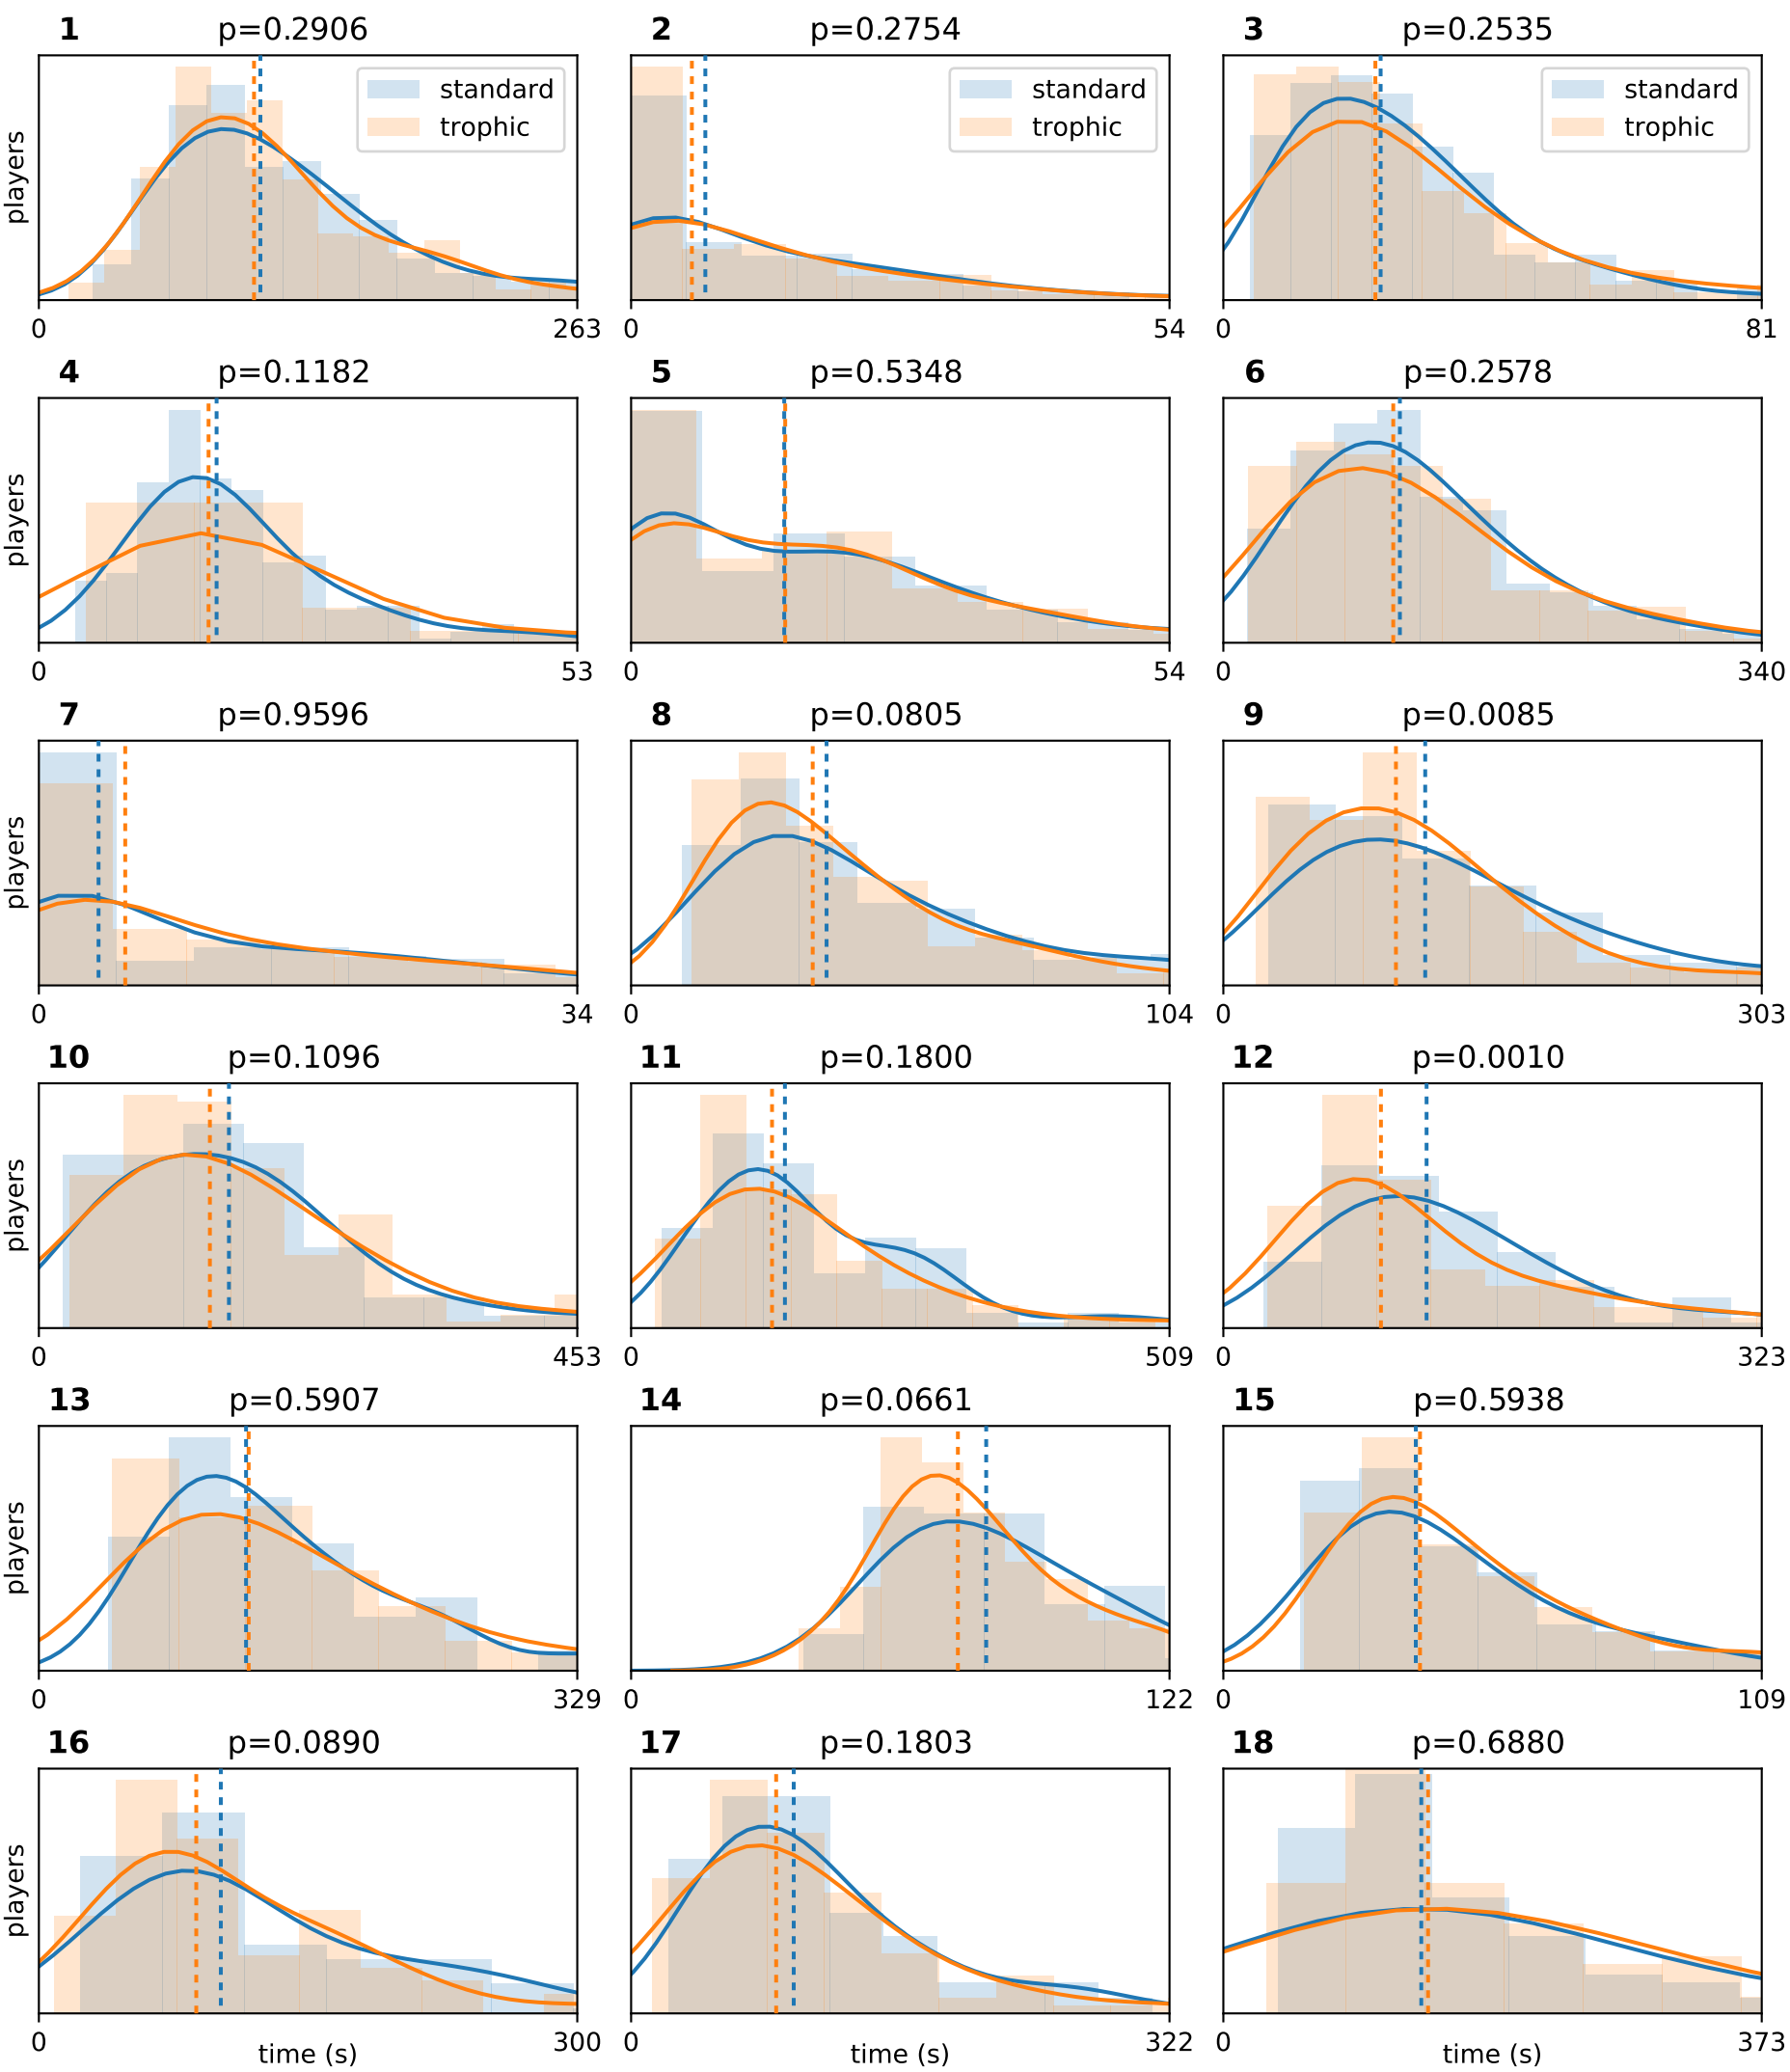 1 p=0.2906
2 p=0.2754
3 p=0.2535
players
standard
trophic
standard
trophic
standard
trophic
0 263
0 54
0 81
4 p=0.1182
5 p=0.5348
6 p=0.2578
players
0 53
0 54
0 340
7 p=0.9596
8 p=0.0805
9 p=0.0085
players
0 34
0 104
0 303
10 p=0.1096
11 p=0.1800
12 p=0.0010
players
0 453
0 509
0 323
13 p=0.5907
14 p=0.0661
15 p=0.5938
players
0 329
0 122
0 109
16 p=0.0890
17 p=0.1803
18 p=0.6880
players
0 time (s) 300
0 time (s) 322
0 time (s) 373